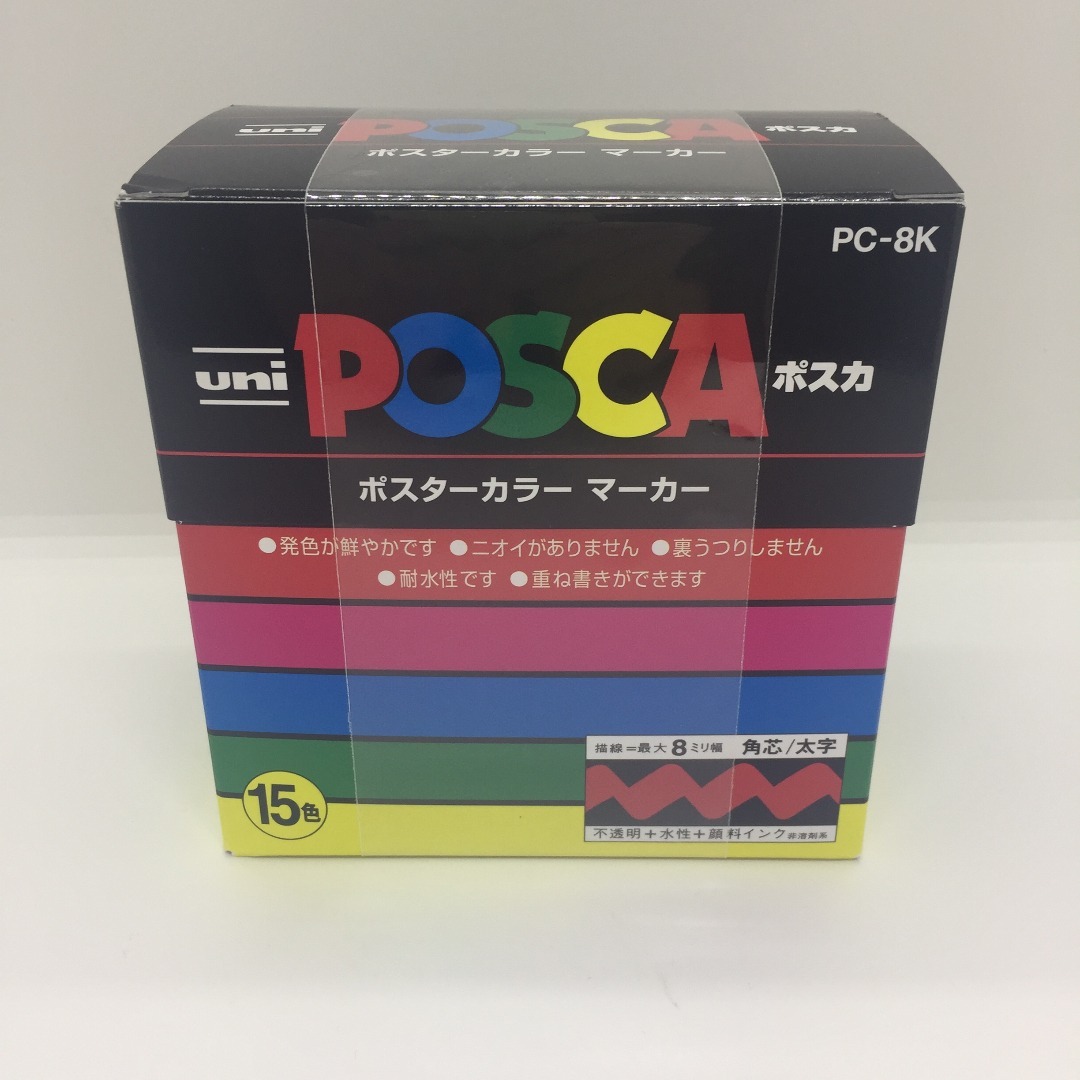 uni POSCA ポスカ
ポスターカラー マーカー
PC-8K
uni POSCA ポスカ
ポスターカラー マーカー
●発色が鮮やかです ●ニオイがありません ●裏うつりしません
●耐水性です ●重ね書きができます
描線=最大8ミリ幅 角芯/太字
15色
不透明+水性+顔料インク 非溶剤系